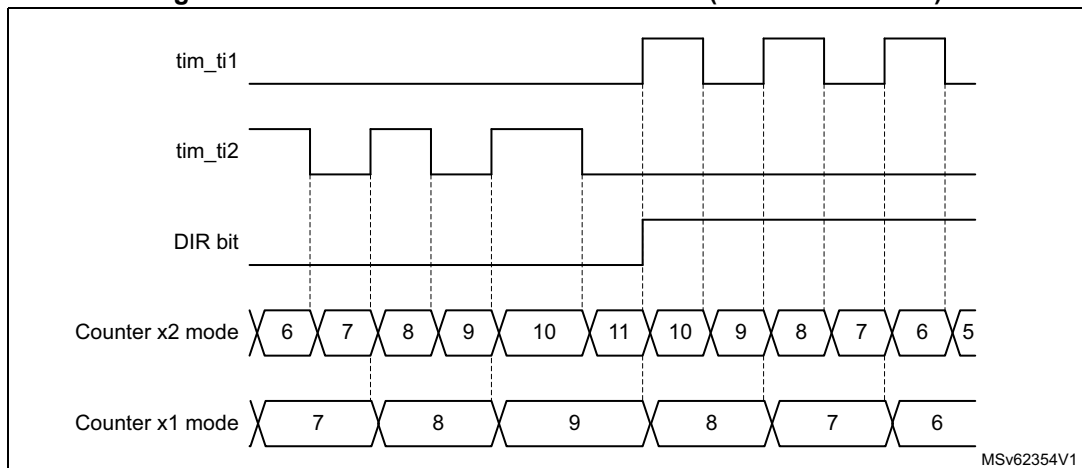 tim_ti1
tim_ti2
DIR bit
Counter x2 mode 6 7 8 9 10 11 10 9 8 7 6 5
Counter x1 mode 7 8 9 8 7 6
MSv62354V1